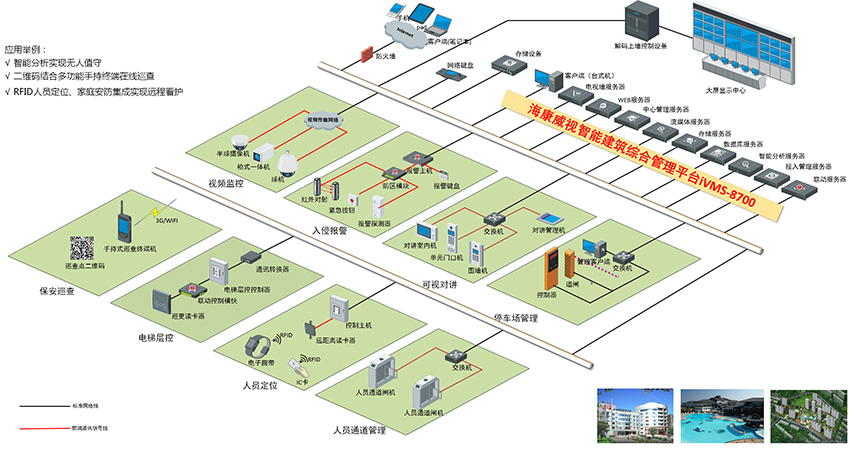 应用举例：
√ 智能分析实现无人值守
√ 二维码结合多功能手持终端在线巡查
√ RFID人员定位、家庭安防集成实现远程看护
手机
pad
Internet
客户端(笔记本)
防火墙
网络键盘
存储设备
解码上墙控制设备
大屏显示中心
客户端（台式机）
电视墙服务器
WEB服务器
中心管理服务器
流媒体服务器
存储服务器
数据库服务器
智能分析服务器
接入管理服务器
联动服务器
海康威视智能建筑综合管理平台iVMS-8700
视频传输网络
半球摄像机
枪式一体机
球机
视频监控
报警主机
防区模块
报警键盘
红外对射
紧急按钮
报警探测器
入侵报警
交换机
对讲管理机
对讲室内机
单元门口机
围墙机
可视对讲
管理客户端
交换机
道闸
控制器
停车场管理
3G/WIFI
手持式巡查终端机
巡查点二维码
保安巡查
通讯转换器
电梯层控控制器
联动控制模快
巡更读卡器
电梯层控
控制主机
远距离读卡器
RFID
电子腕带
RFID
IC卡
人员定位
交换机
人员通道闸机
人员通道闸机
人员通道管理
标准网络线
前端通讯信号线